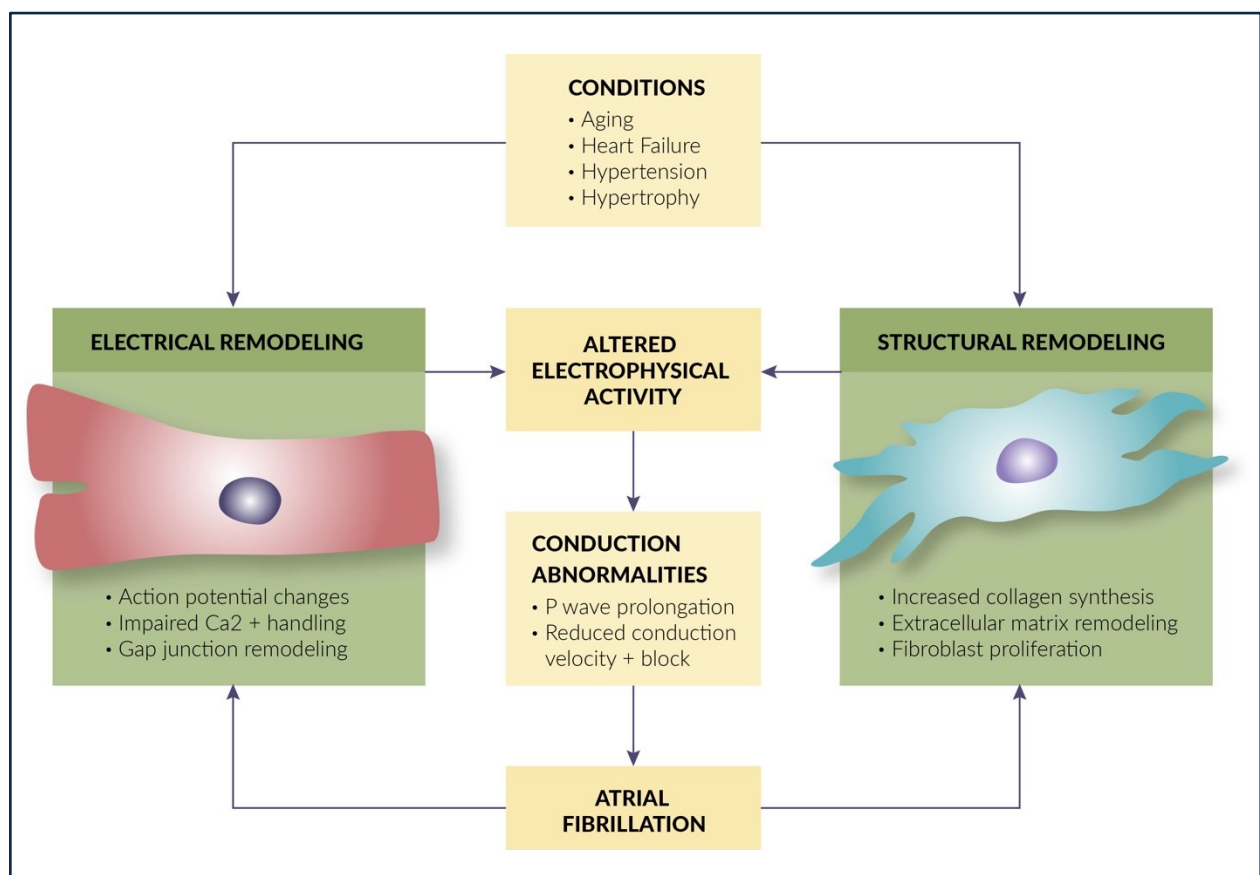 CONDITIONS
• Aging
• Heart Failure
• Hypertension
• Hypertrophy
ELECTRICAL REMODELING
• Action potential changes
• Impaired Ca2 + handling
• Gap junction remodeling
ALTERED
ELECTROPHYSICAL
ACTIVITY
CONDUCTION
ABNORMALITIES
• P wave prolongation
• Reduced conduction
velocity + block
STRUCTURAL REMODELING
• Increased collagen synthesis
• Extracellular matrix remodeling
• Fibroblast proliferation
ATRIAL
FIBRILLATION